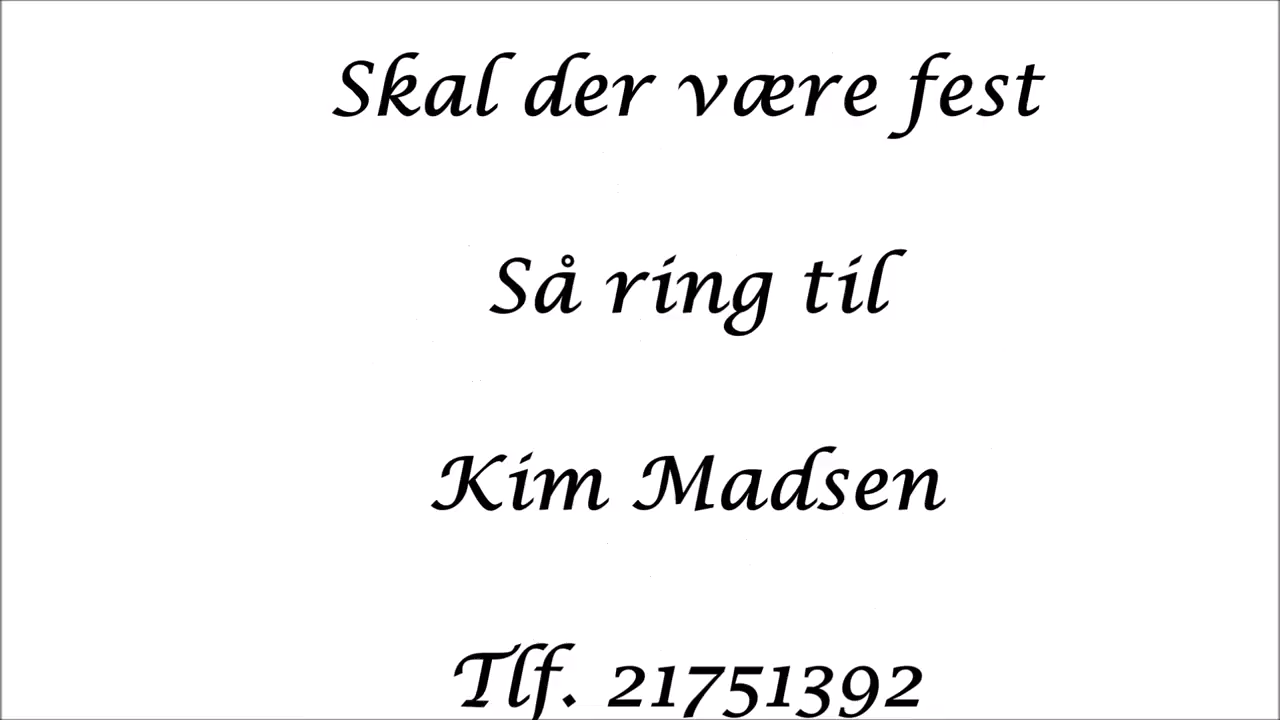 Skal der være fest
Så ring til
Kim Madsen
Tlf. 21751392